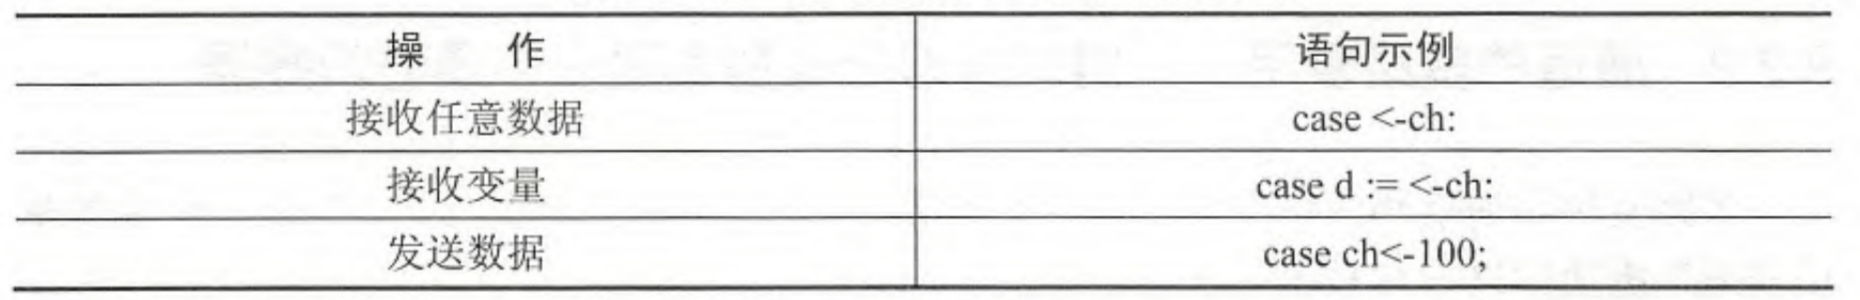 操 作 语句示例
接收任意数据 case <-ch:
接收变量 case d := <-ch:
发送数据 case ch<-100;